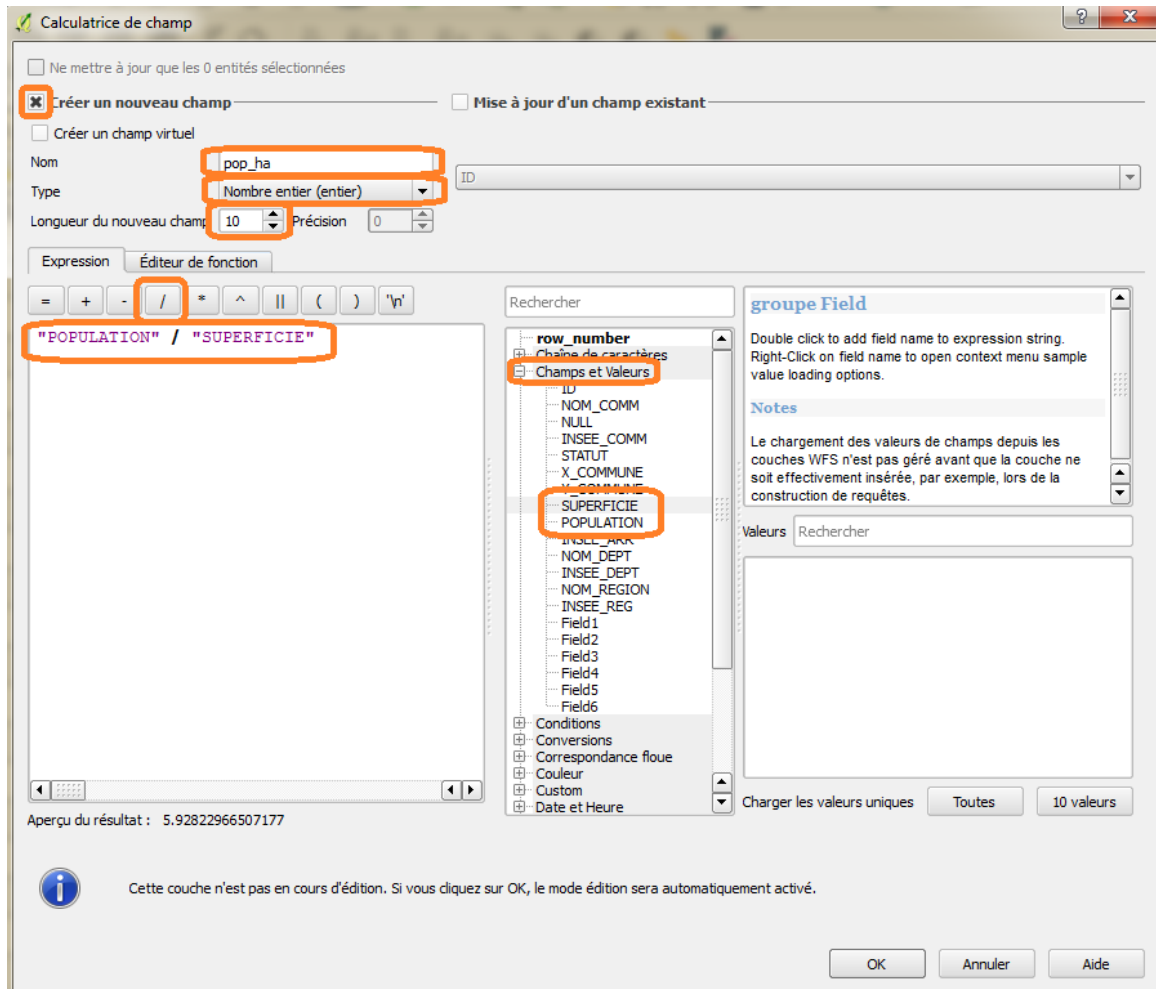 Calculatrice de champ
Ne mettre à jour que les 0 entités sélectionnées
Créer un nouveau champ
Mise à jour d'un champ existant
Créer un champ virtuel
Nom pop_ha
ID
Type Nombre entier (entier)
Longueur du nouveau champ 10 Précision 0
Expression Éditeur de fonction
= + - / * ^ || ( ) '\n'
"POPULATION" / "SUPERFICIE"
Rechercher
row_number
Chaîne de caractères
Champs et Valeurs
ID
NOM_COMM
NULL
INSEE_COMM
STATUT
X_COMMUNE
Y_COMMUNE
SUPERFICIE
POPULATION
INSEE_ARR
NOM_DEPT
INSEE_DEPT
NOM_REGION
INSEE_REG
Field1
Field2
Field3
Field4
Field5
Field6
Conditions
Conversions
Correspondance floue
Couleur
Custom
Date et Heure
groupe Field
Double click to add field name to expression string.
Right-Click on field name to open context menu sample
value loading options.
Notes
Le chargement des valeurs de champs depuis les
couches WFS n'est pas géré avant que la couche ne
soit effectivement insérée, par exemple, lors de la
construction de requêtes.
Valeurs Rechercher
Charger les valeurs uniques Toutes 10 valeurs
Aperçu du résultat : 5.92822966507177
Cette couche n'est pas en cours d'édition. Si vous cliquez sur OK, le mode édition sera automatiquement activé.
OK Annuler Aide